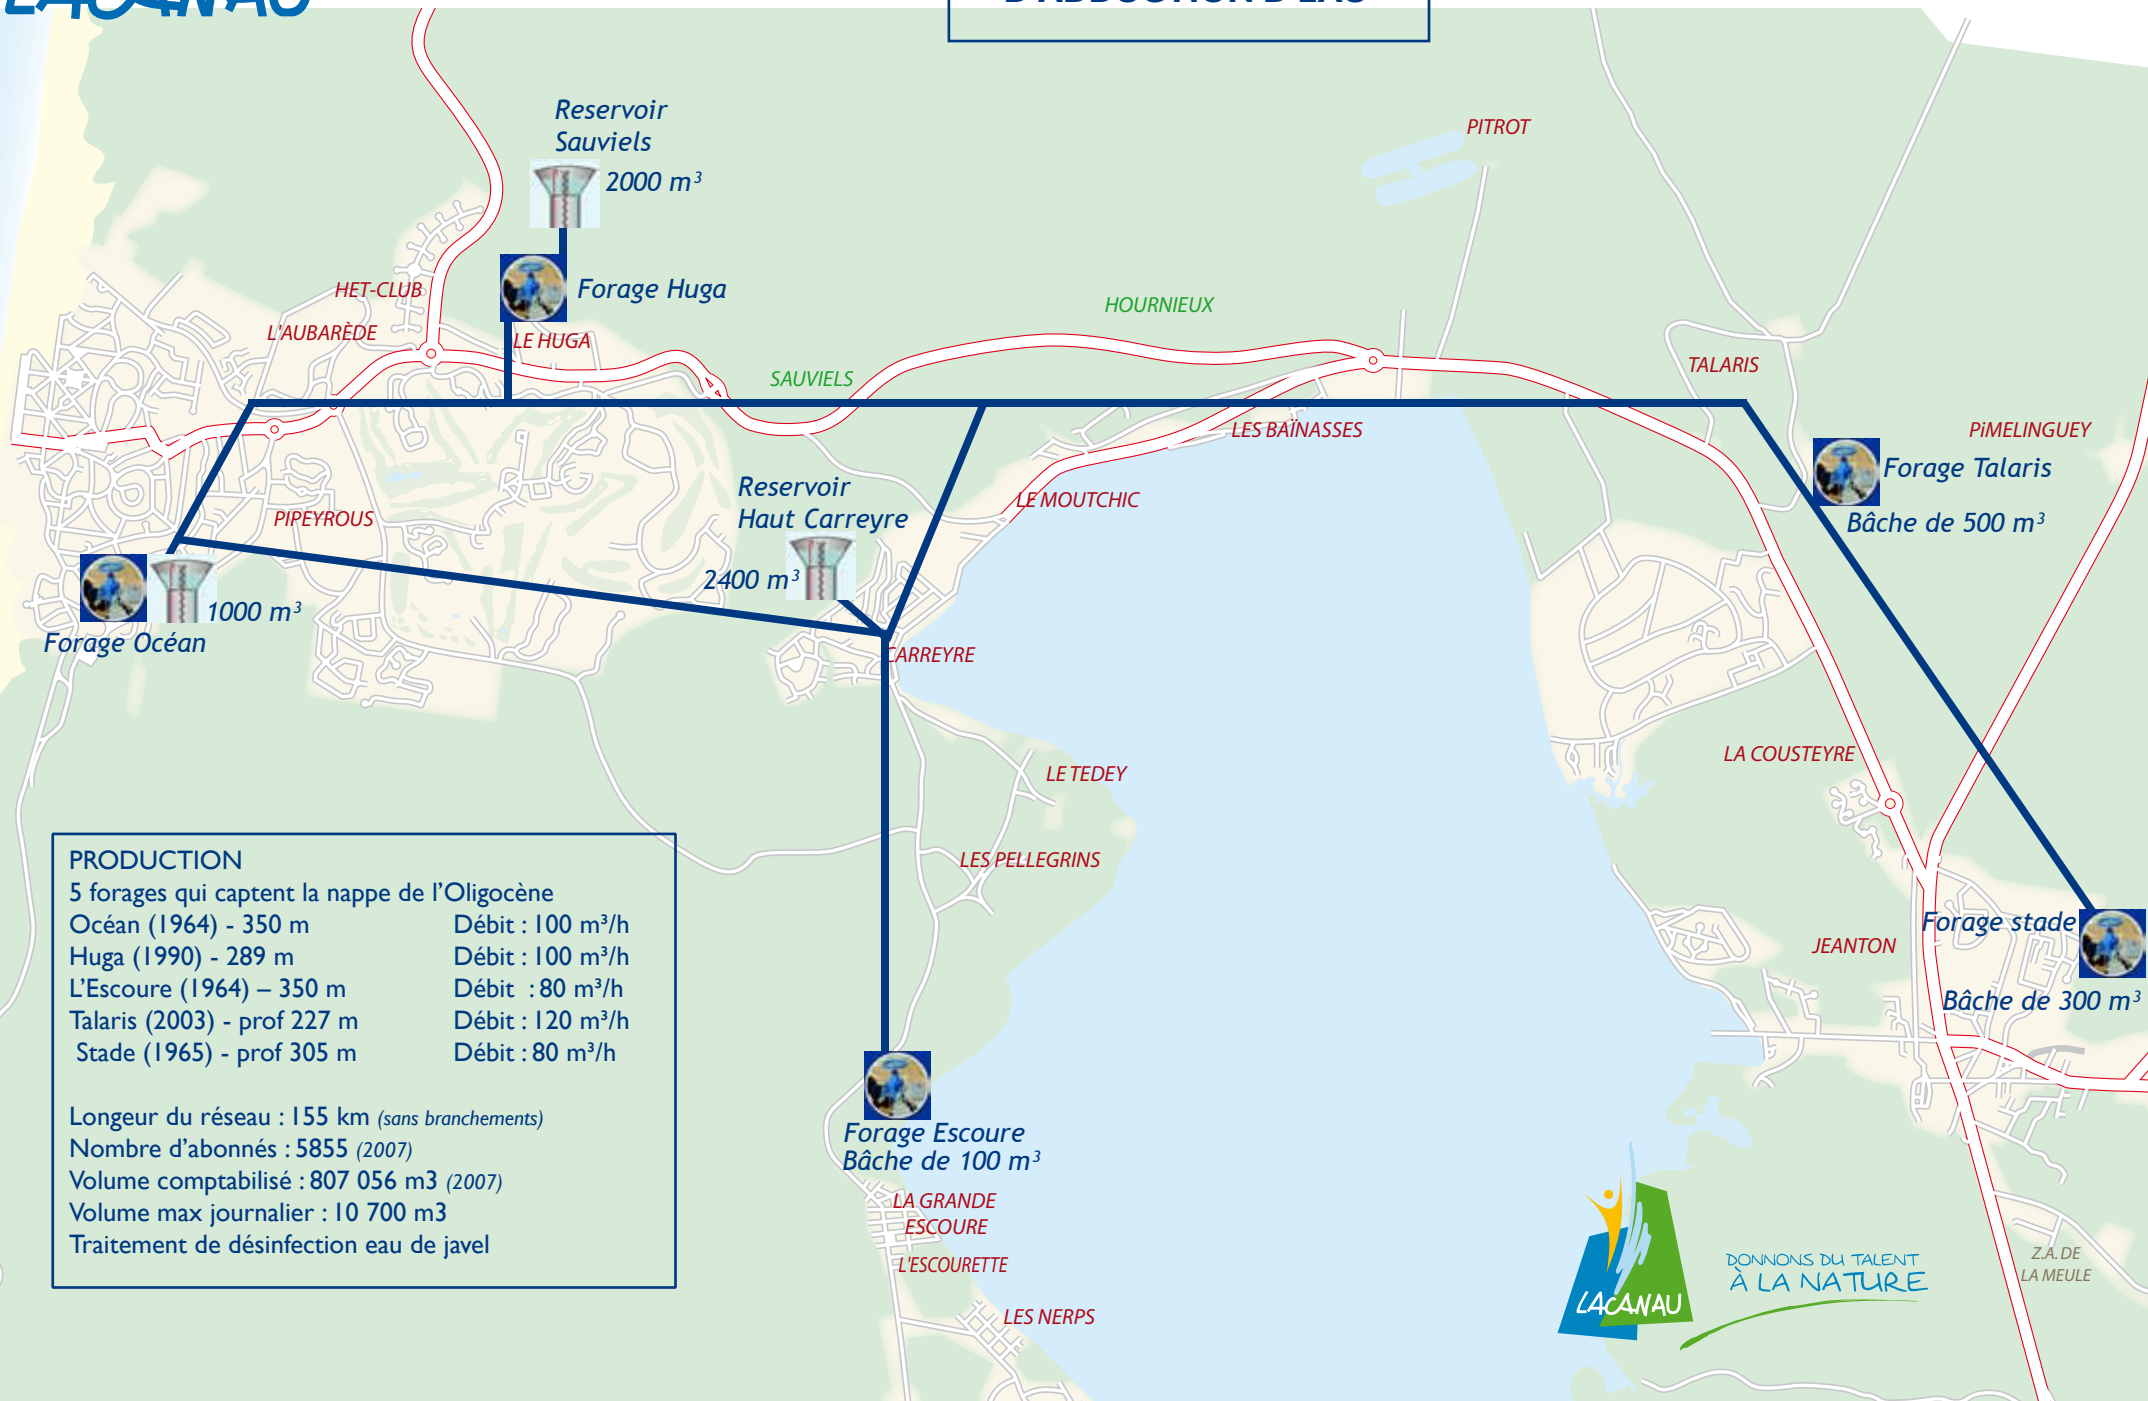 LACANAU
D'ADDUCTION D'EAU
Reservoir
Sauviels
2000 m³
PITROT
Forage Huga
HET-CLUB
L'AUBARÈDE
LE HUGA
HOURNIEUX
SAUVIELS
TALARIS
LES BAÏNASSES
PiMELINGUEY
Forage Talaris
Bâche de 500 m³
Reservoir
Haut Carreyre
2400 m³
LE MOUTCHIC
PIPEYROUS
1000 m³
Forage Océan
CARREYRE
LA COUSTEYRE
LE TEDEY
LES PELLEGRINS
Forage stade
JEANTON
Bâche de 300 m³
PRODUCTION
5 forages qui captent la nappe de l'Oligocène
Océan (1964) - 350 m Débit : 100 m³/h
Huga (1990) - 289 m Débit : 100 m³/h
L'Escoure (1964) – 350 m Débit : 80 m³/h
Talaris (2003) - prof 227 m Débit : 120 m³/h
Stade (1965) - prof 305 m Débit : 80 m³/h
Longeur du réseau : 155 km (sans branchements)
Nombre d'abonnés : 5855 (2007)
Volume comptabilisé : 807 056 m3 (2007)
Volume max journalier : 10 700 m3
Traitement de désinfection eau de javel
Forage Escoure
Bâche de 100 m³
LA GRANDE
ESCOURE
L'ESCOURETTE
LES NERPS
LACANAU
DONNONS DU TALENT
À LA NATURE
Z.A. DE
LA MEULE